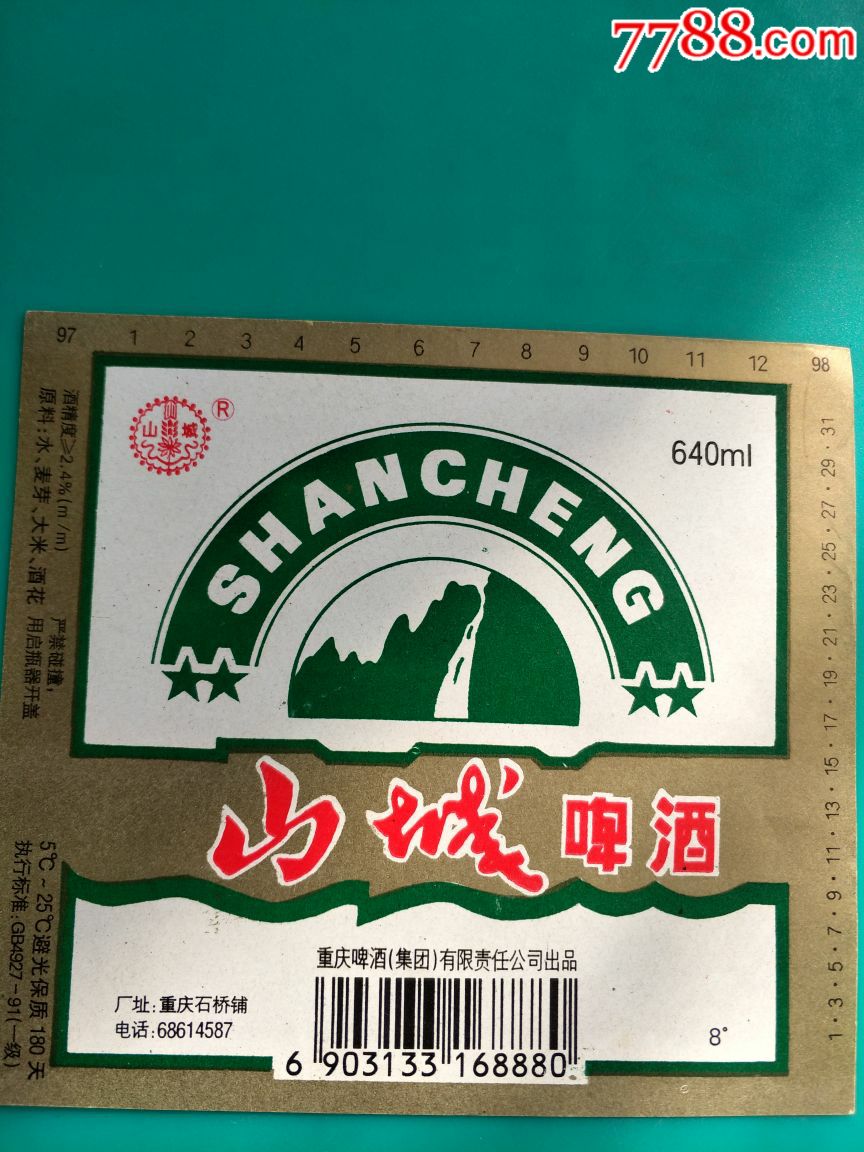 7788.com
97 1 2 3 4 5 6 7 8 9 10 11 12 98
山城
®
640ml
SHANCHENG
山城啤酒
重庆啤酒(集团)有限责任公司出品
厂址:重庆石桥铺
电话:68614587
8°
6 903133 168880
酒精度≥2.4%(m/m)
原料:水、麦芽、大米、酒花
严禁碰撞,
用启瓶器开盖
5℃~25℃避光保质180天
执行标准:GB4927-91(一级)
1·3·5·7·9·11·13·15·17·19·21·23·25·27·29·31